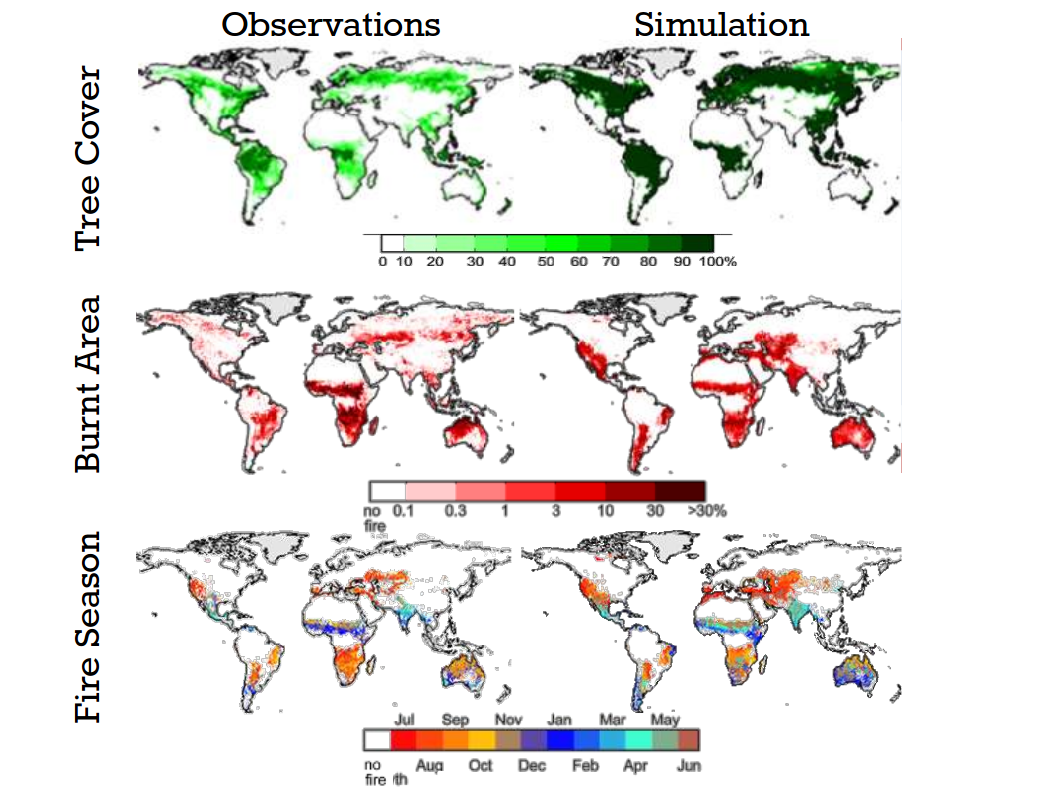 Observations Simulation
Tree Cover
0 10 20 30 40 50 60 70 80 90 100%
Burnt Area
no 0.1 0.3 1 3 10 30 >30%
fire
Fire Season
Jul Sep Nov Jan Mar May
no Aug Oct Dec Feb Apr Jun
fire th